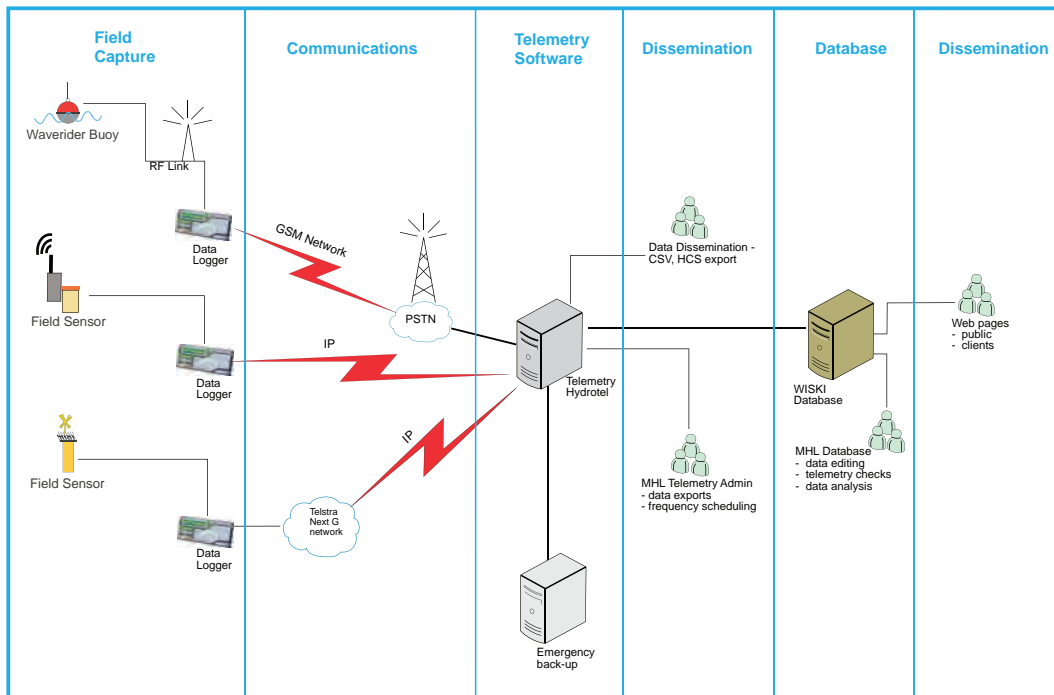 Field
Capture
Communications
Telemetry
Software
Dissemination
Database
Dissemination
Waverider Buoy
RF Link
Data
Logger
GSM Network
PSTN
Field Sensor
Data
Logger
IP
Field Sensor
Data
Logger
Telstra
Next G
network
IP
Telemetry
Hydrotel
Emergency
back-up
Data Dissemination -
CSV, HCS export
MHL Telemetry Admin
- data exports
- frequency scheduling
WISKI
Database
MHL Database
- data editing
- telemetry checks
- data analysis
Web pages
- public
- clients